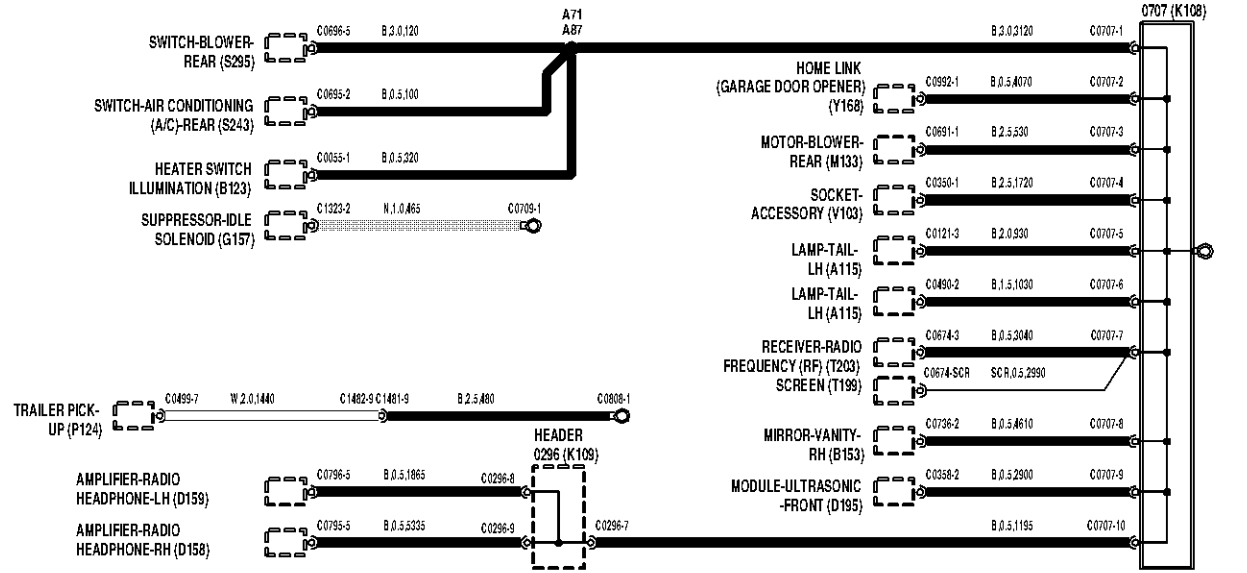 0707 (K108)
A71
A87
SWITCH-BLOWER-
REAR (S295)
C0696-5 B,3.0,120 B,3.0,3120 C0707-1
HOME LINK
(GARAGE DOOR OPENER)
(Y168)
C0992-1 B,0.5,4070 C0707-2
SWITCH-AIR CONDITIONING
(A/C)-REAR (S243)
C0695-2 B,0.5,100
MOTOR-BLOWER-
REAR (M133)
C0691-1 B,2.5,530 C0707-3
HEATER SWITCH
ILLUMINATION (B123)
C0055-1 B,0.5,320
SOCKET-
ACCESSORY (V103)
C0350-1 B,2.5,1720 C0707-4
SUPPRESSOR-IDLE
SOLENOID (G157)
C1323-2 N,1.0,465 C0709-1
LAMP-TAIL-
LH (A115)
C0121-3 B,2.0,930 C0707-5
LAMP-TAIL-
LH (A115)
C0490-2 B,1.5,1030 C0707-6
RECEIVER-RADIO
FREQUENCY (RF) (T203)
C0674-3 B,0.5,3040 C0707-7
SCREEN (T199)
C0674-SCR SCR,0.5,2990
TRAILER PICK-
UP (P124)
C0499-7 W,2.0,1440 C1482-9 C1481-9 B,2.5,480 C0808-1
MIRROR-VANITY-
RH (B153)
C0736-2 B,0.5,4610 C0707-8
HEADER
0296 (K109)
AMPLIFIER-RADIO
HEADPHONE-LH (D159)
C0796-5 B,0.5,1865 C0296-8
MODULE-ULTRASONIC
-FRONT (D195)
C0358-2 B,0.5,2900 C0707-9
AMPLIFIER-RADIO
HEADPHONE-RH (D158)
C0795-5 B,0.5,5335 C0296-9 C0296-7 B,0.5,1195 C0707-10